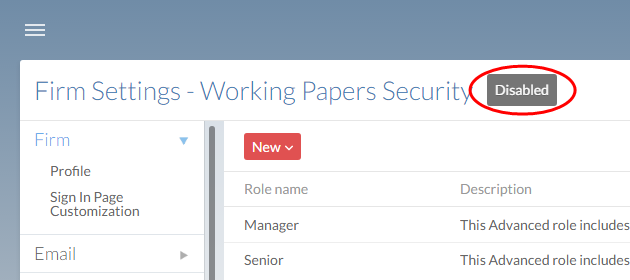 Firm Settings - Working Papers Security Disabled
Firm
Profile
Sign In Page
Customization
Email
New
Role name Description
Manager This Advanced role includes
Senior This Advanced role includes